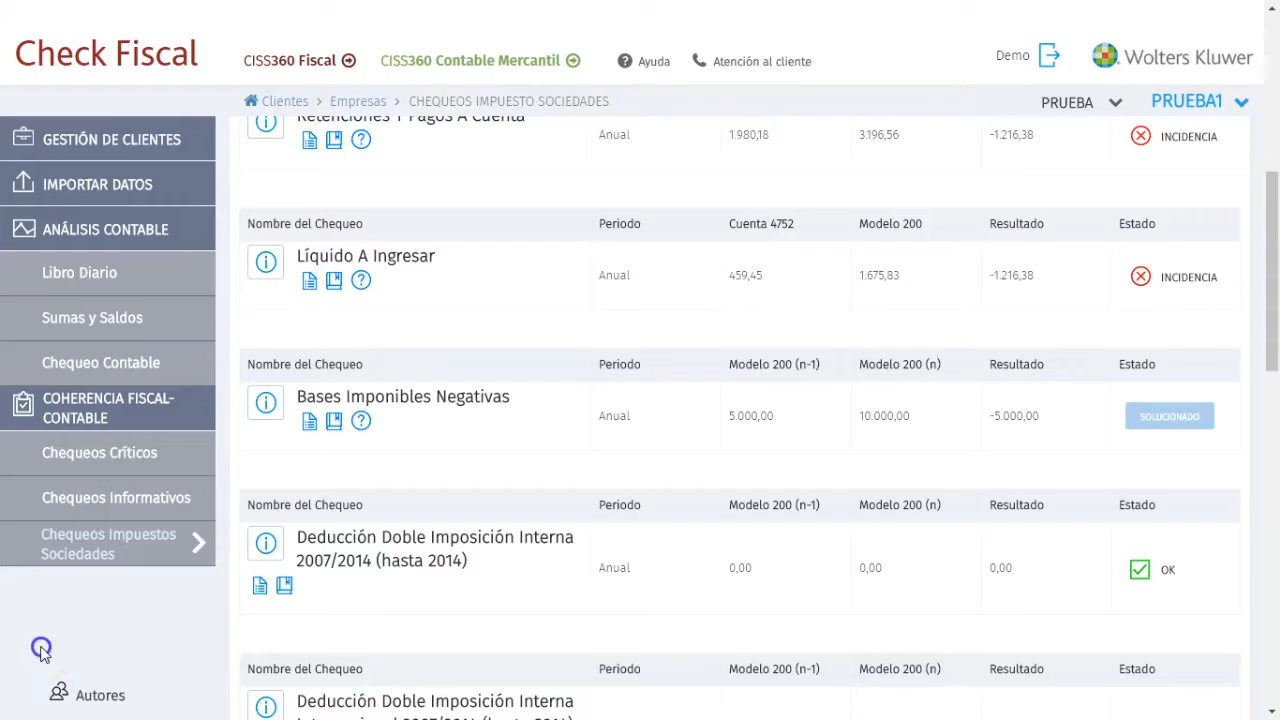 Check Fiscal
CISS360 Fiscal
CISS360 Contable Mercantil
Ayuda
Atención al cliente
Demo
Wolters Kluwer
Clientes > Empresas > CHEQUEOS IMPUESTO SOCIEDADES
PRUEBA
PRUEBA1
GESTIÓN DE CLIENTES
IMPORTAR DATOS
ANÁLISIS CONTABLE
Libro Diario
Sumas y Saldos
Chequeo Contable
COHERENCIA FISCAL-
CONTABLE
Chequeos Críticos
Chequeos Informativos
Chequeos Impuestos
Sociedades
Autores
Retenciones Y Pagos A Cuenta
Anual 1.980,18 3.196,56 -1.216,38 INCIDENCIA
Nombre del Chequeo Periodo Cuenta 4752 Modelo 200 Resultado Estado
Líquido A Ingresar
Anual 459,45 1.675,83 -1.216,38 INCIDENCIA
Nombre del Chequeo Periodo Modelo 200 (n-1) Modelo 200 (n) Resultado Estado
Bases Imponibles Negativas
Anual 5.000,00 10.000,00 -5.000,00 SOLUCIONADO
Nombre del Chequeo Periodo Modelo 200 (n-1) Modelo 200 (n) Resultado Estado
Deducción Doble Imposición Interna
2007/2014 (hasta 2014)
Anual 0,00 0,00 0,00 OK
Nombre del Chequeo Periodo Modelo 200 (n-1) Modelo 200 (n) Resultado Estado
Deducción Doble Imposición Interna
2007/2014 (hasta 2014)